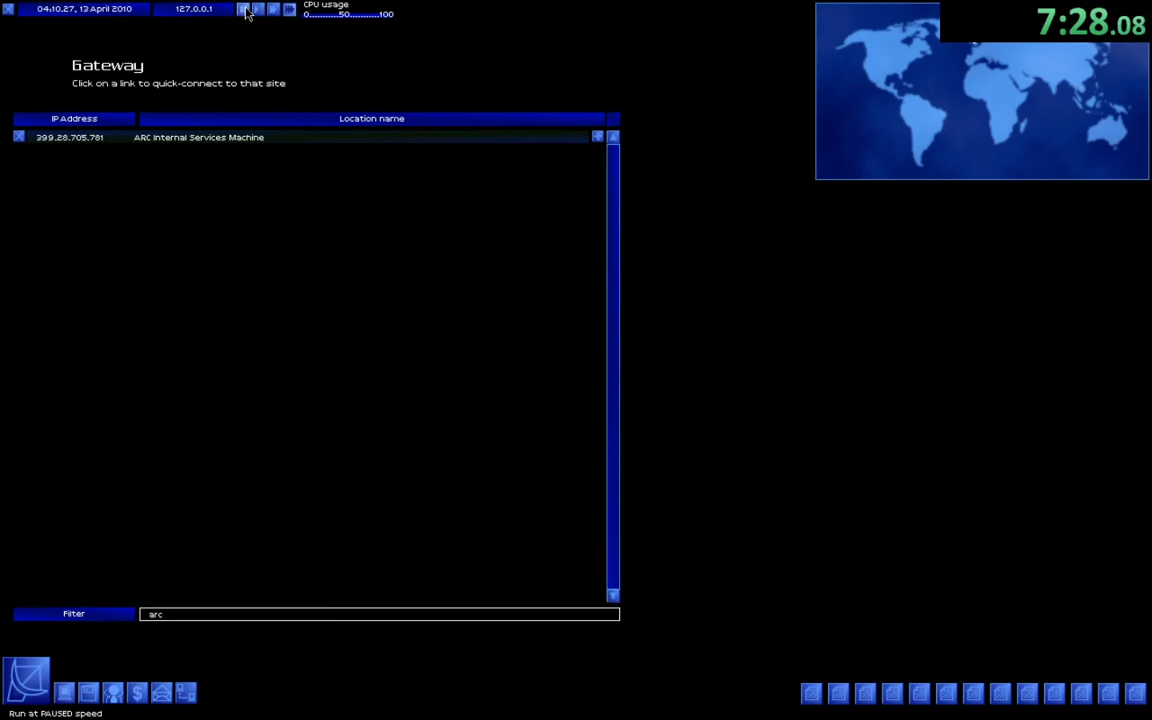 04:10.27, 13 April 2010
127.0.0.1
CPU usage
0............50..........100
7:28.08
Gateway
Click on a link to quick-connect to that site
IP Address
Location name
399.28.705.781
ARC Internal Services Machine
Filter
arc
Run at PAUSED speed